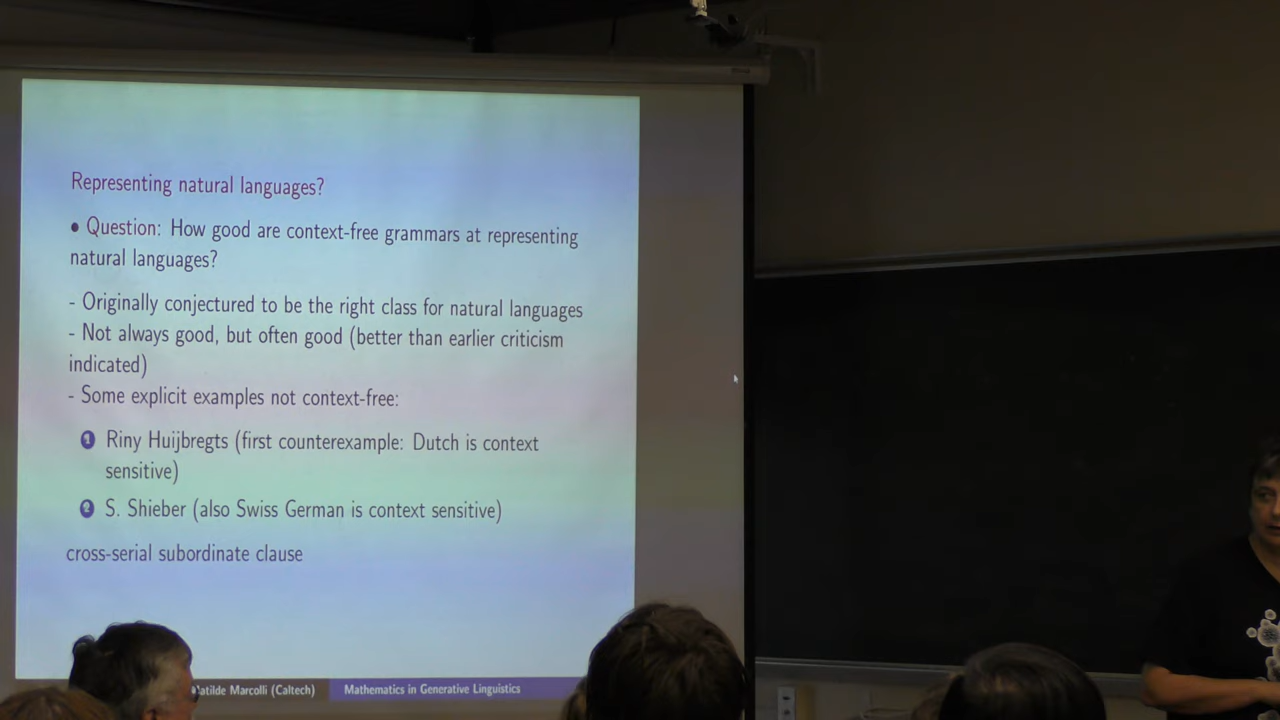 Representing natural languages?
• Question: How good are context-free grammars at representing
natural languages?
- Originally conjectured to be the right class for natural languages
- Not always good, but often good (better than earlier criticism
indicated)
- Some explicit examples not context-free:
1 Riny Huijbregts (first counterexample: Dutch is context
sensitive)
2 S. Shieber (also Swiss German is context sensitive)
cross-serial subordinate clause
Marcolli (Caltech) Mathematics in Generative Linguistics